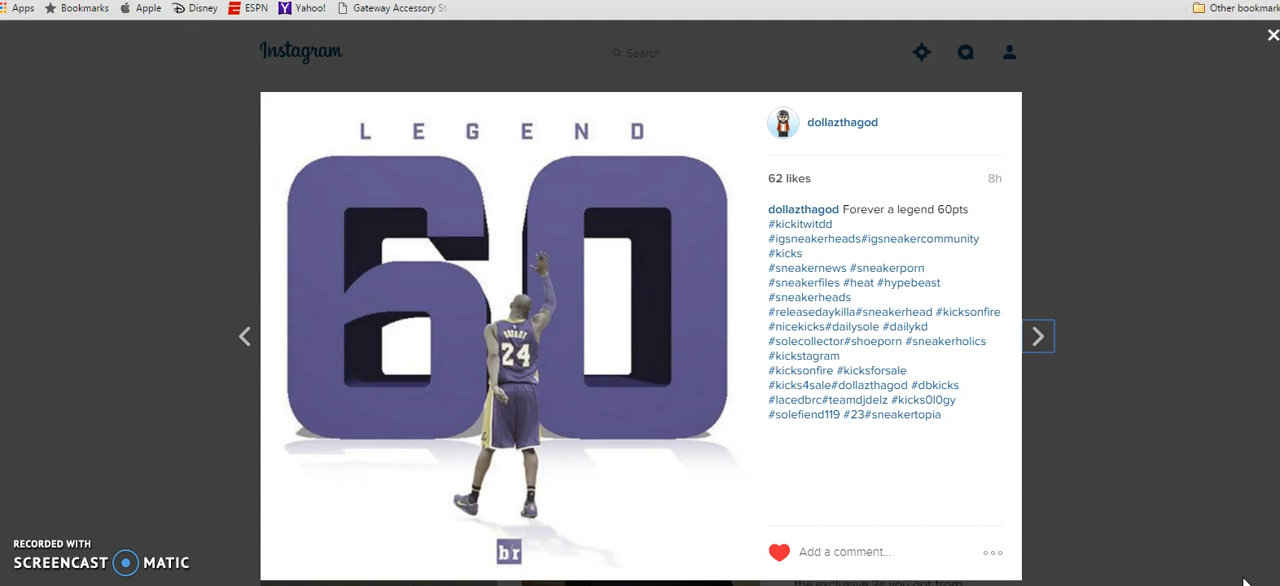 Apps Bookmarks Apple Disney ESPN Yahoo! Gateway Accessory St Other bookmark
Instagram
Search
LEGEND
60
BRYANT
24
br
dollazthagod
62 likes 8h
dollazthagod Forever a legend 60pts
#kickitwitdd
#igsneakerheads#igsneakercommunity
#kicks
#sneakernews #sneakerporn
#sneakerfiles #heat #hypebeast
#sneakerheads
#releasedaykilla#sneakerhead #kicksonfire
#nicekicks#dailysole #dailykd
#solecollector#shoeporn #sneakerholics
#kickstagram
#kicksonfire #kicksforsale
#kicks4sale#dollazthagod #dbkicks
#lacedbrc#teamdjdelz #kicks0l0gy
#solefiend119 #23#sneakertopia
Add a comment...
RECORDED WITH
SCREENCAST MATIC